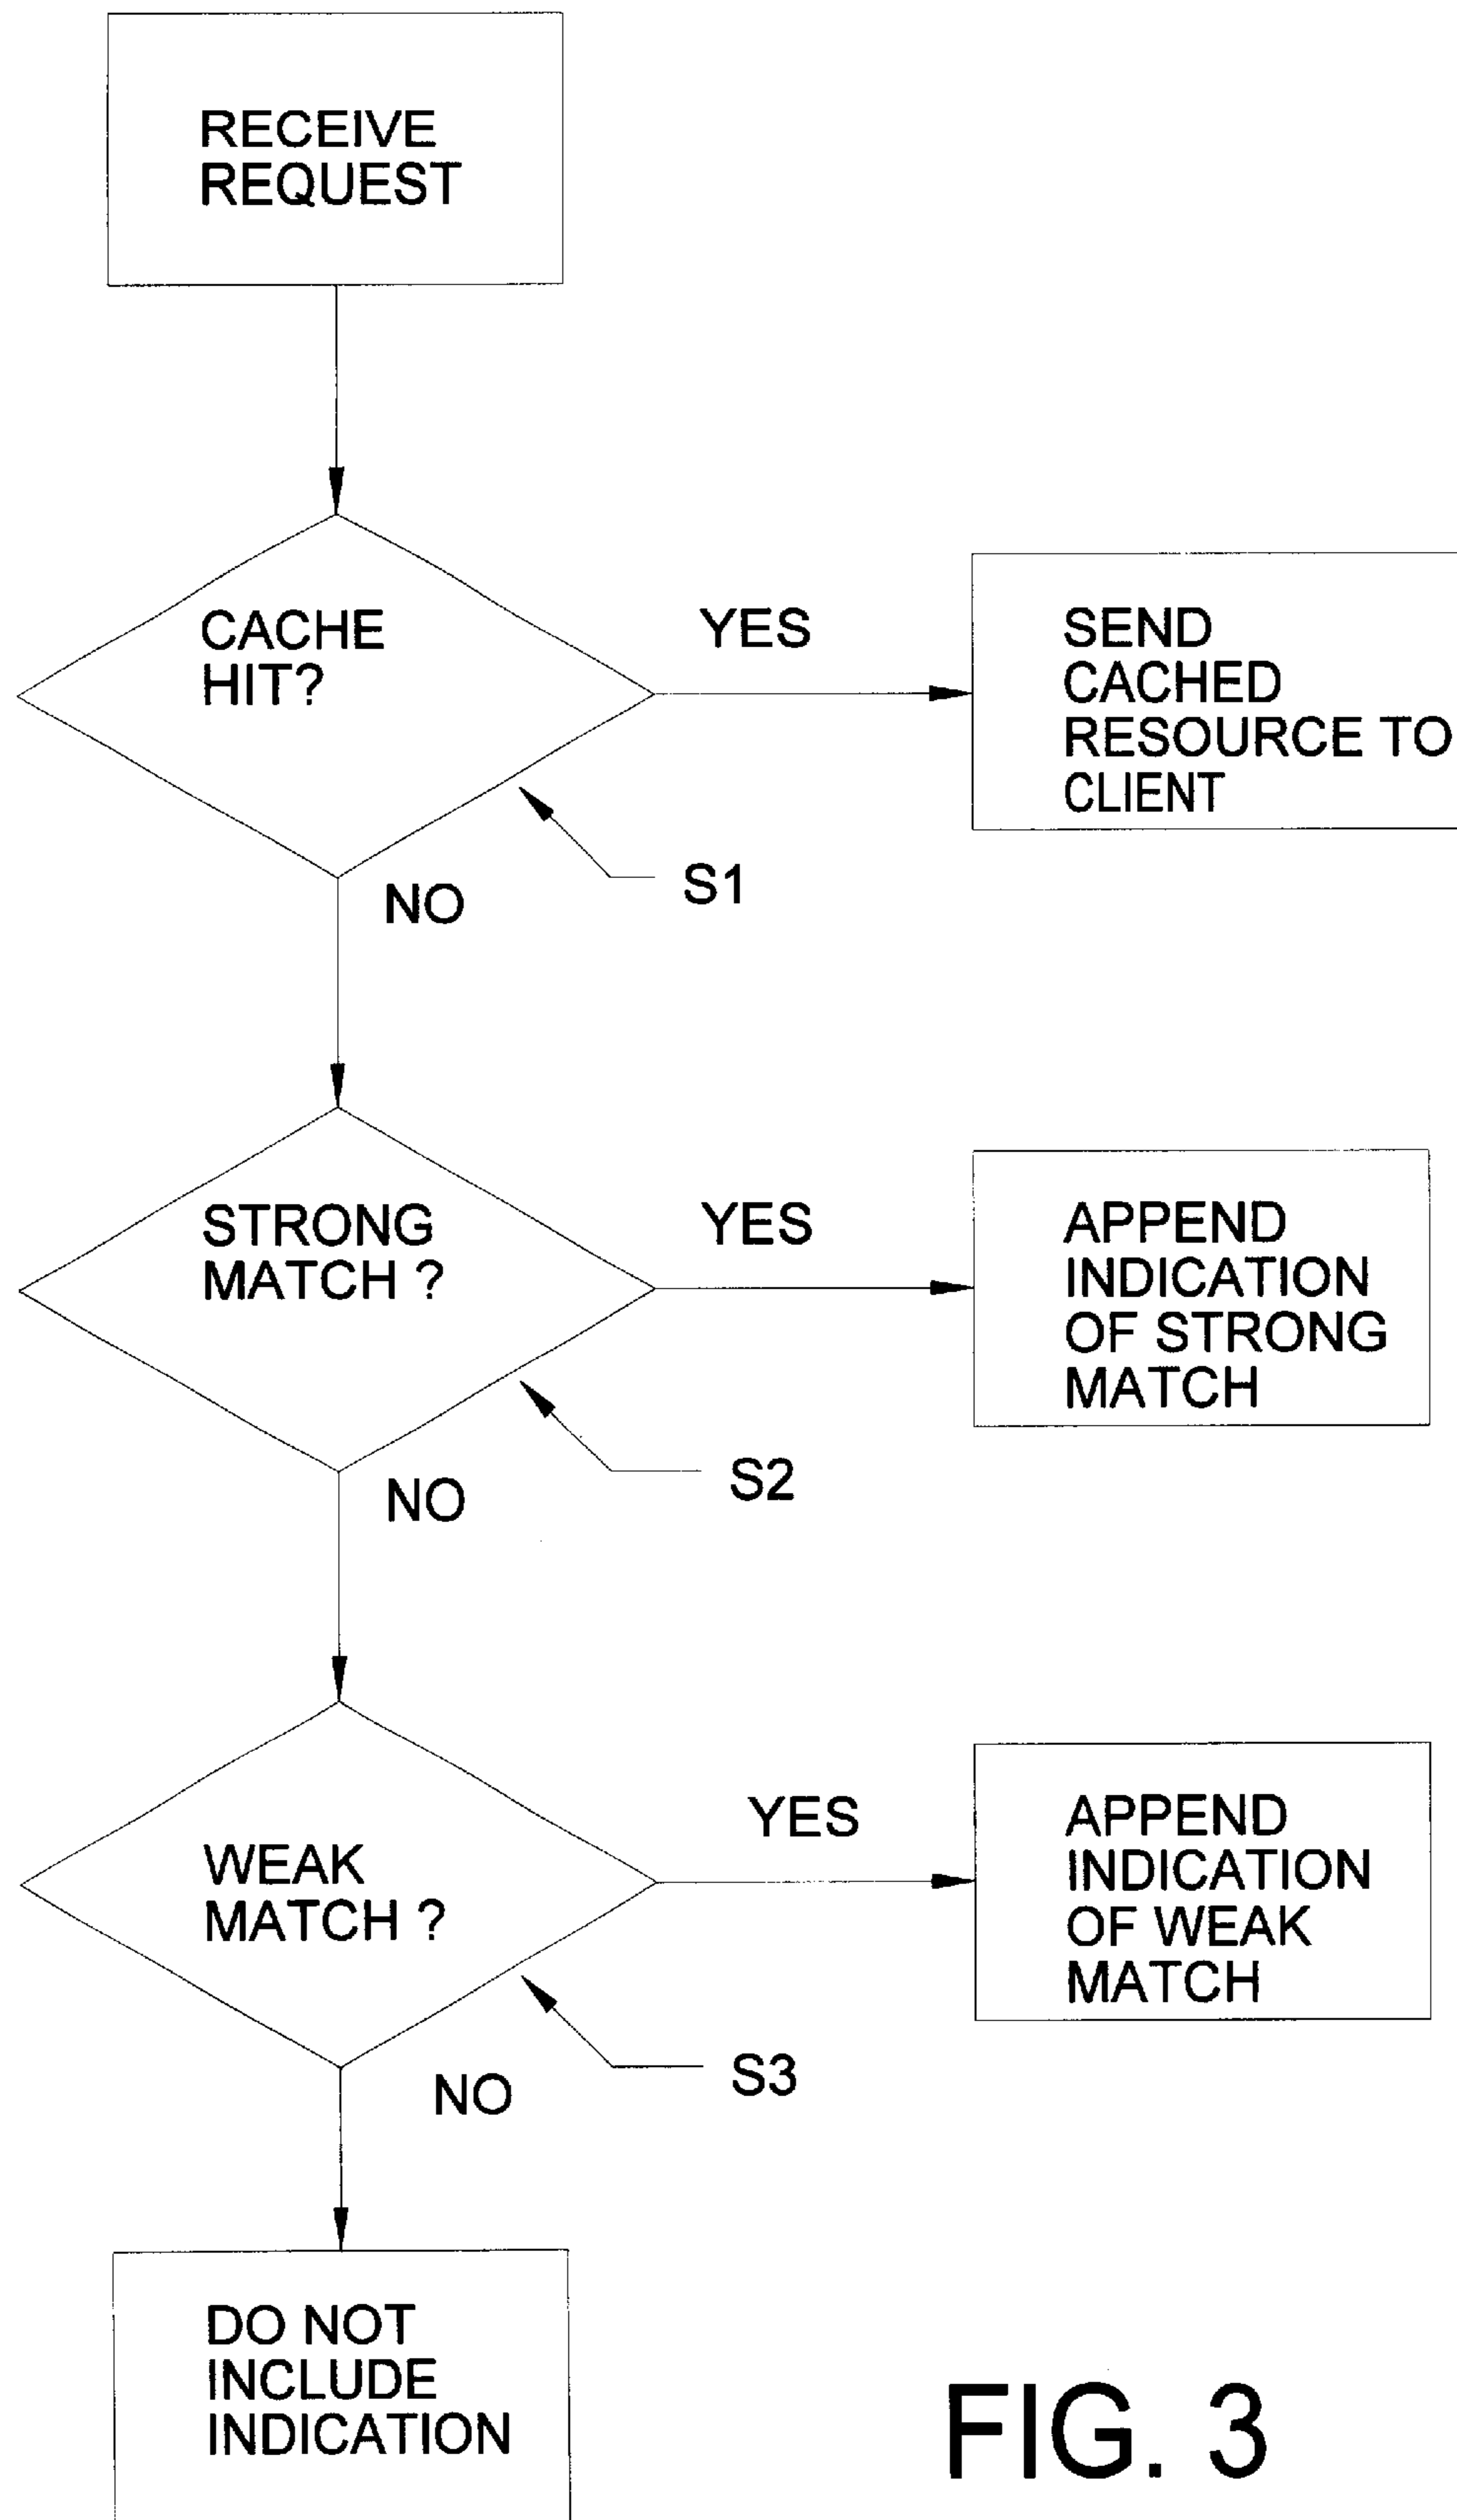 RECEIVE
REQUEST
CACHE
HIT?
YES
SEND
CACHED
RESOURCE TO
CLIENT
S1
NO
STRONG
MATCH ?
YES
APPEND
INDICATION
OF STRONG
MATCH
S2
NO
WEAK
MATCH ?
YES
APPEND
INDICATION
OF WEAK
MATCH
S3
NO
DO NOT
INCLUDE
INDICATION
FIG. 3